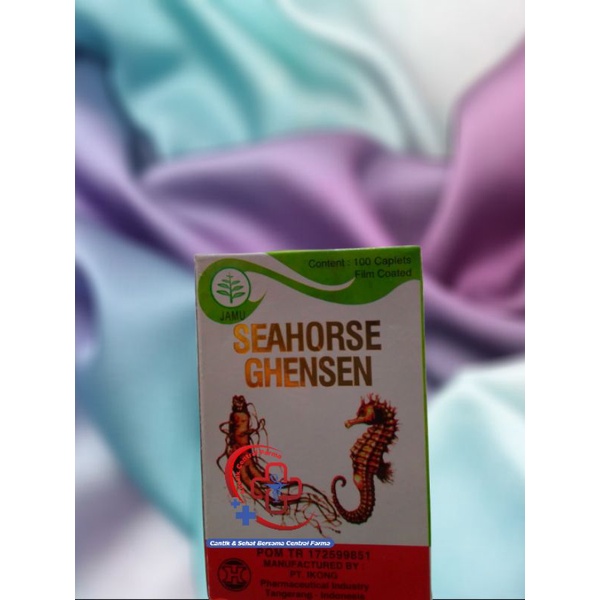 Content : 100 Caplets
Film Coated
JAMU
SEAHORSE
GHENSEN
Cantik & Sehat Bersama Central Farma
POM TR 172599851
MANUFACTURED BY
PT. IKONG
Pharmaceutical Industry
Tangerang - Indonesia